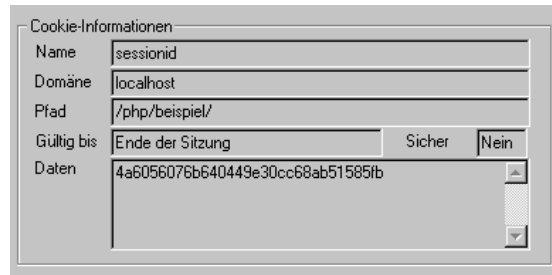 Cookie-Informationen
Name sessionid
Domäne localhost
Pfad /php/beispiel/
Gültig bis Ende der Sitzung Sicher Nein
Daten 4a6056076b640449e30cc68ab51585fb